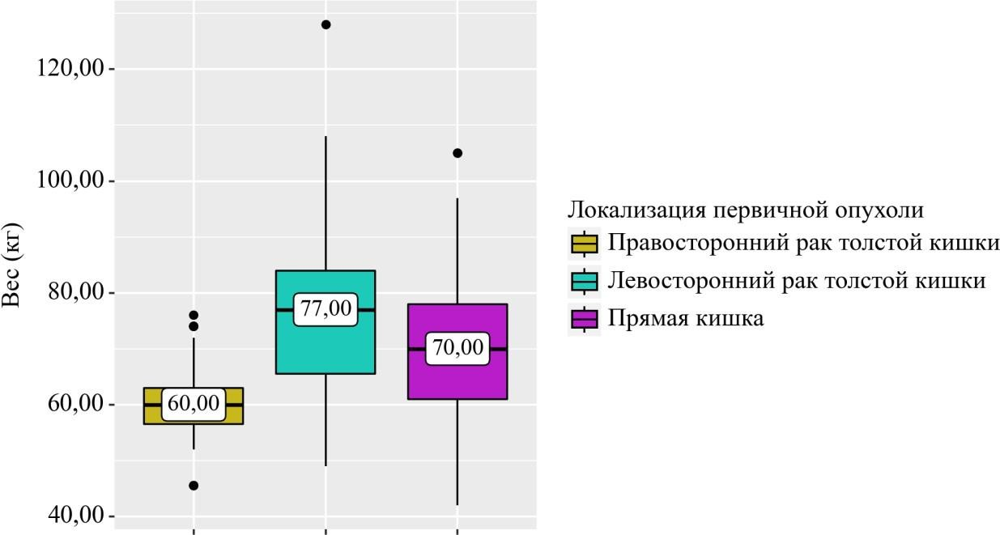 120,00
100,00
80,00
60,00
40,00
Вес (кг)
60,00
77,00
70,00
Локализация первичной опухоли
Правосторонний рак толстой кишки
Левосторонний рак толстой кишки
Прямая кишка